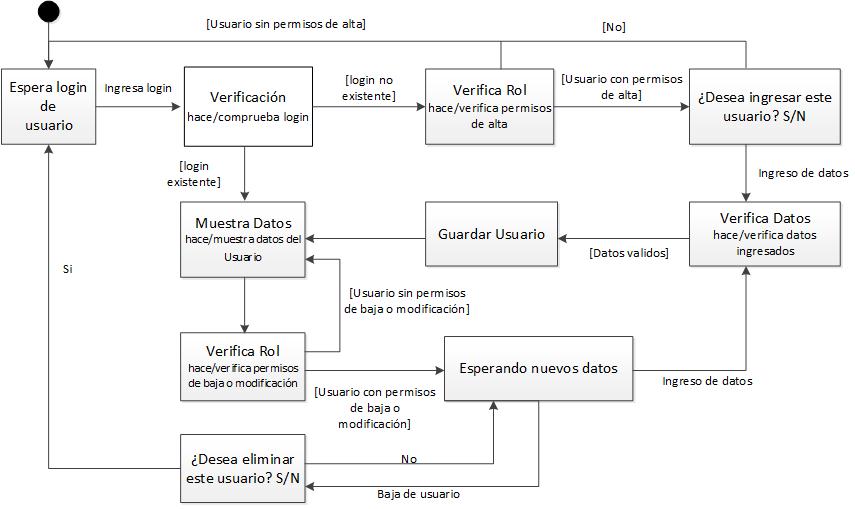 [Usuario sin permisos de alta]
[No]
Espera login
de
usuario
Ingresa login
Verificación
hace/comprueba login
[login no
existente]
Verifica Rol
hace/verifica permisos
de alta
[Usuario con permisos
de alta]
¿Desea ingresar este
usuario? S/N
[login
existente]
Ingreso de datos
Muestra Datos
hace/muestra datos del
Usuario
Guardar Usuario
[Datos validos]
Verifica Datos
hace/verifica datos
ingresados
Si
[Usuario sin permisos
de baja o modificación]
Verifica Rol
hace/verifica permisos
de baja o modificación
[Usuario con permisos
de baja o
modificación]
Esperando nuevos datos
Ingreso de datos
¿Desea eliminar
este usuario? S/N
No
Baja de usuario